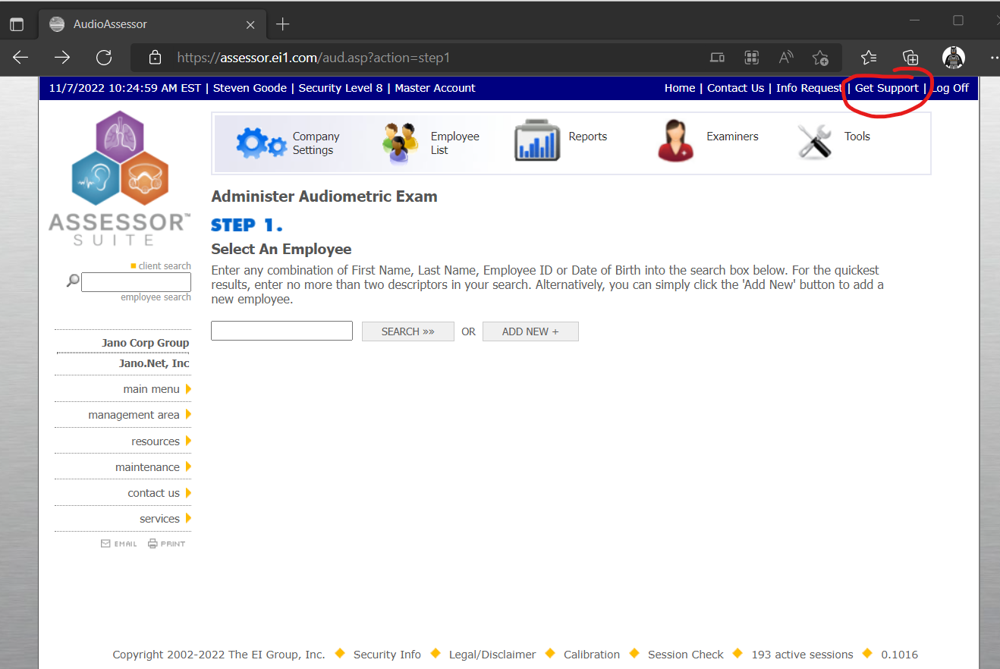 AudioAssessor
https://assessor.ei1.com/aud.asp?action=step1
11/7/2022 10:24:59 AM EST | Steven Goode | Security Level 8 | Master Account
Home | Contact Us | Info Request | Get Support | Log Off
Company Settings
Employee List
Reports
Examiners
Tools
ASSESSOR™
SUITE
client search
employee search
Jano Corp Group
Jano.Net, Inc
main menu
management area
resources
maintenance
contact us
services
EMAIL PRINT
Administer Audiometric Exam
STEP 1.
Select An Employee
Enter any combination of First Name, Last Name, Employee ID or Date of Birth into the search box below. For the quickest
results, enter no more than two descriptors in your search. Alternatively, you can simply click the 'Add New' button to add a
new employee.
SEARCH »» OR ADD NEW +
Copyright 2002-2022 The EI Group, Inc. Security Info Legal/Disclaimer Calibration Session Check 193 active sessions 0.1016